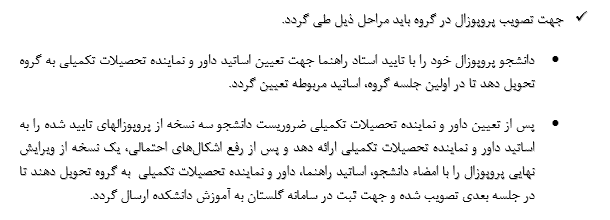 ✓ جهت تصویب پروپوزال در گروه باید مراحل ذیل طی گردد.
• دانشجو پروپوزال خود را با تایید استاد راهنما جهت تعیین اساتید داور و نماینده تحصیلات تکمیلی به گروه
تحویل دهد تا در اولین جلسه گروه، اساتید مربوطه تعیین گردد.
• پس از تعیین داور و نماینده تحصیلات تکمیلی ضروریست دانشجو سه نسخه از پروپوزالهای تایید شده را به
اساتید داور و نماینده تحصیلات تکمیلی ارائه دهد و پس از رفع اشکال‌های احتمالی، یک نسخه از ویرایش
نهایی پروپوزال را با امضاء دانشجو، اساتید راهنما، داور و نماینده تحصیلات تکمیلی به گروه تحویل دهند تا
در جلسه بعدی تصویب شده و جهت ثبت در سامانه گلستان به آموزش دانشکده ارسال گردد.